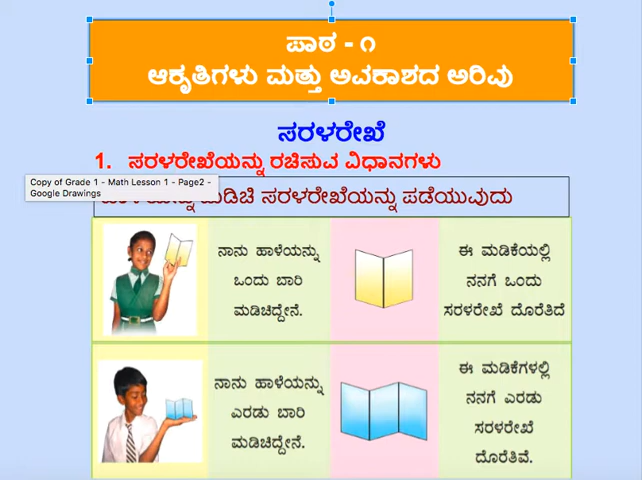 ಪಾಠ - ೧
ಆಕೃತಿಗಳು ಮತ್ತು ಅವಕಾಶದ ಅರಿವು
ಸರಳರೇಖೆ
1. ಸರಳರೇಖೆಯನ್ನು ರಚಿಸುವ ವಿಧಾನಗಳು
Copy of Grade 1 - Math Lesson 1 - Page2 -
Google Drawings
ಮಡಿಚಿ ಸರಳರೇಖೆಯನ್ನು ಪಡೆಯುವುದು
ನಾನು ಹಾಳೆಯನ್ನು
ಒಂದು ಬಾರಿ
ಮಡಿಚಿದ್ದೇನೆ.
ಈ ಮಡಿಕೆಯಲ್ಲಿ
ನನಗೆ ಒಂದು
ಸರಳರೇಖೆ ದೊರೆತಿದೆ
ನಾನು ಹಾಳೆಯನ್ನು
ಎರಡು ಬಾರಿ
ಮಡಿಚಿದ್ದೇನೆ.
ಈ ಮಡಿಕೆಗಳಲ್ಲಿ
ನನಗೆ ಎರಡು
ಸರಳರೇಖೆ
ದೊರೆತಿವೆ.